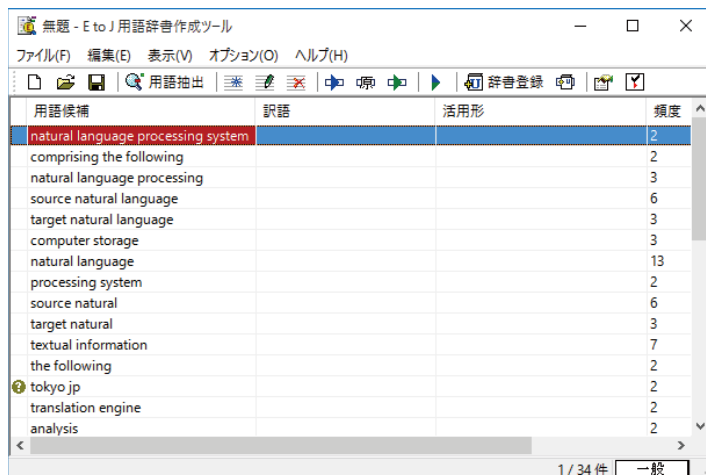 無題 - E to J 用語辞書作成ツール
ファイル(F) 編集(E) 表示(V) オプション(O) ヘルプ(H)
用語抽出 原 辞書登録
用語候補 訳語 活用形 頻度
natural language processing system 2
comprising the following 2
natural language processing 3
source natural language 6
target natural language 3
computer storage 3
natural language 13
processing system 2
source natural 6
target natural 3
textual information 7
the following 2
? tokyo jp 2
translation engine 2
analysis 2
1 / 34 件 一般